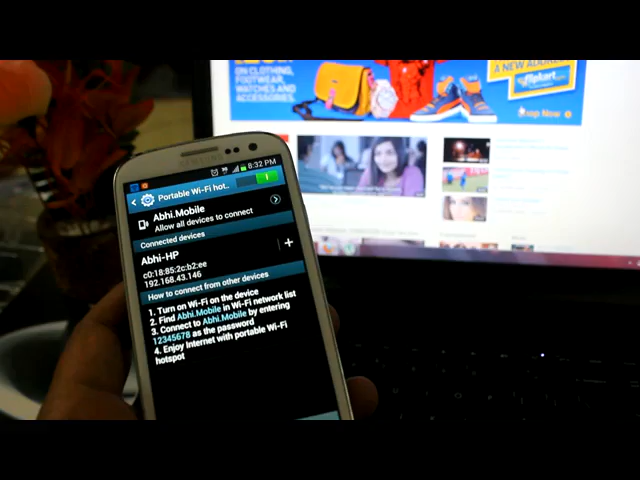 ON CLOTHING,
FOOTWEAR,
WATCHES AND
ACCESSORIES.
A NEW ADDRESS
flipkart
Shop Now
SAMSUNG
8:32 PM
Portable Wi-Fi hot..
Abhi.Mobile
Allow all devices to connect
Connected devices
Abhi-HP
c0:18:85:2c:b2:ee
192.168.43.146
How to connect from other devices
1. Turn on Wi-Fi on the device
2. Find Abhi.Mobile in Wi-Fi network list
3. Connect to Abhi.Mobile by entering
12345678 as the password
4. Enjoy Internet with portable Wi-Fi
hotspot